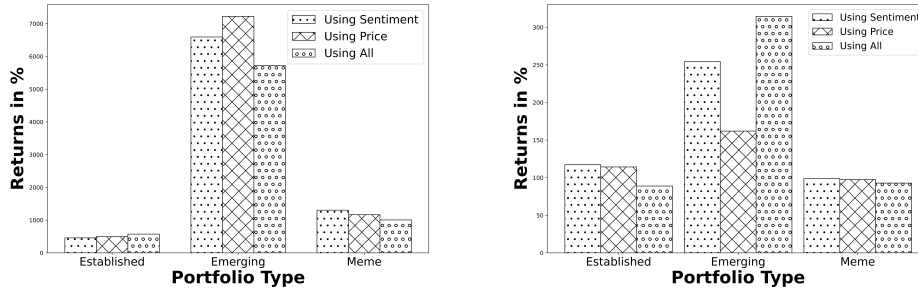 Returns in %
7000
6000
5000
4000
3000
2000
1000
0
Using Sentiment
Using Price
Using All
Established Emerging Meme
Portfolio Type
Returns in %
300
250
200
150
100
50
0
Using Sentiment
Using Price
Using All
Established Emerging Meme
Portfolio Type